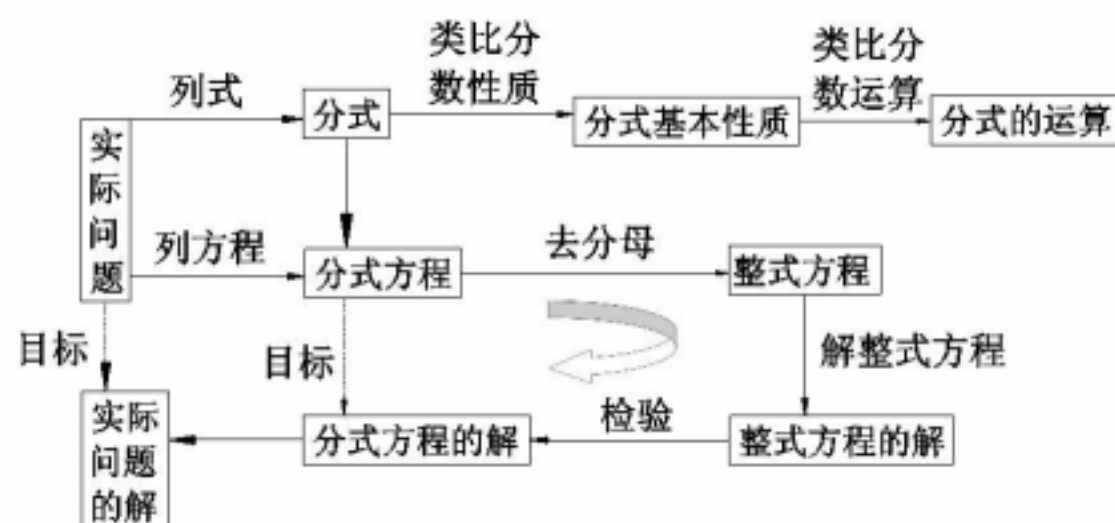 列式
分式
类比分
数性质
分式基本性质
类比分
数运算
分式的运算
实
际
问
题
列方程
分式方程
去分母
整式方程
目标
目标
解整式方程
实际
问题
的解
分式方程的解
检验
整式方程的解